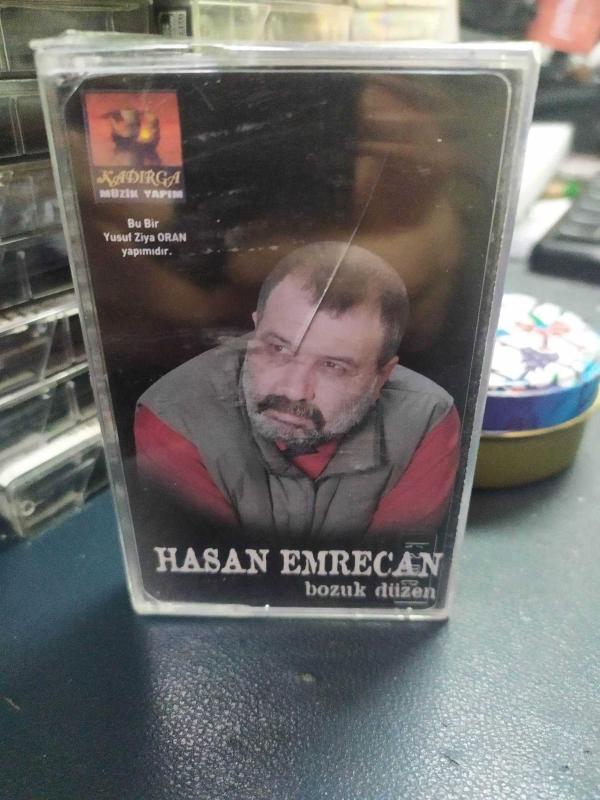 KADIRGA
MÜZİK YAPIM
Bu Bir
Yusuf Ziya ORAN
yapımıdır.
HASAN EMRECAN
bozuk düzen